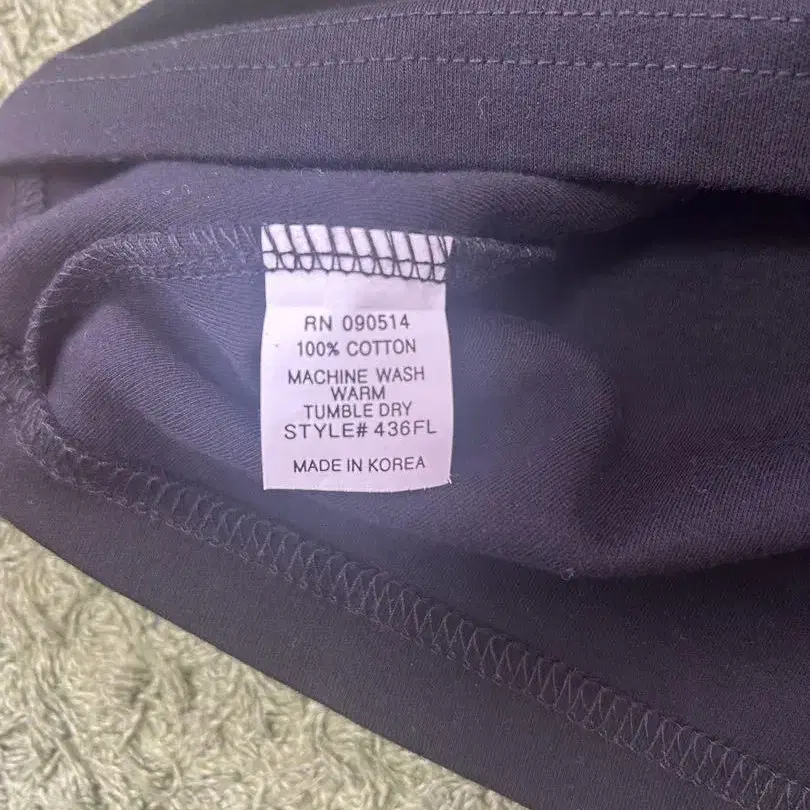 RN 090514
100% COTTON
MACHINE WASH
WARM
TUMBLE DRY
STYLE# 436FL
MADE IN KOREA